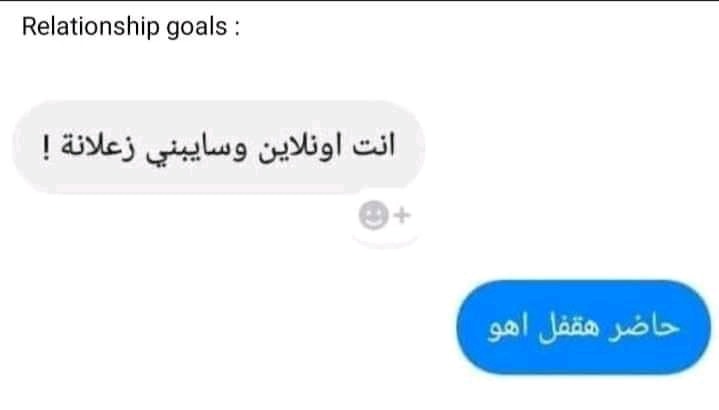 Relationship goals :
انت اونلاين وسايبني زعلانة !
حاضر هقفل اهو